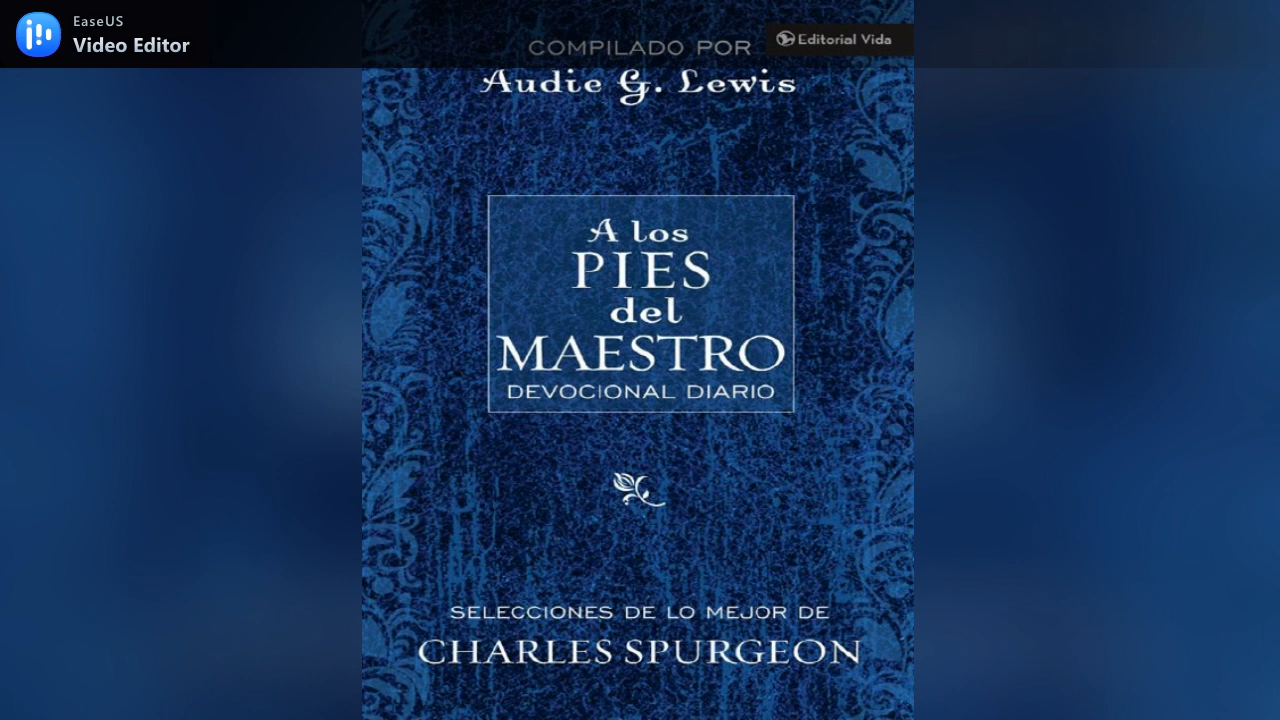 EaseUS
Video Editor
COMPILADO POR
Editorial Vida
Audie G. Lewis
A los
PIES
del
MAESTRO
DEVOCIONAL DIARIO
SELECCIONES DE LO MEJOR DE
CHARLES SPURGEON